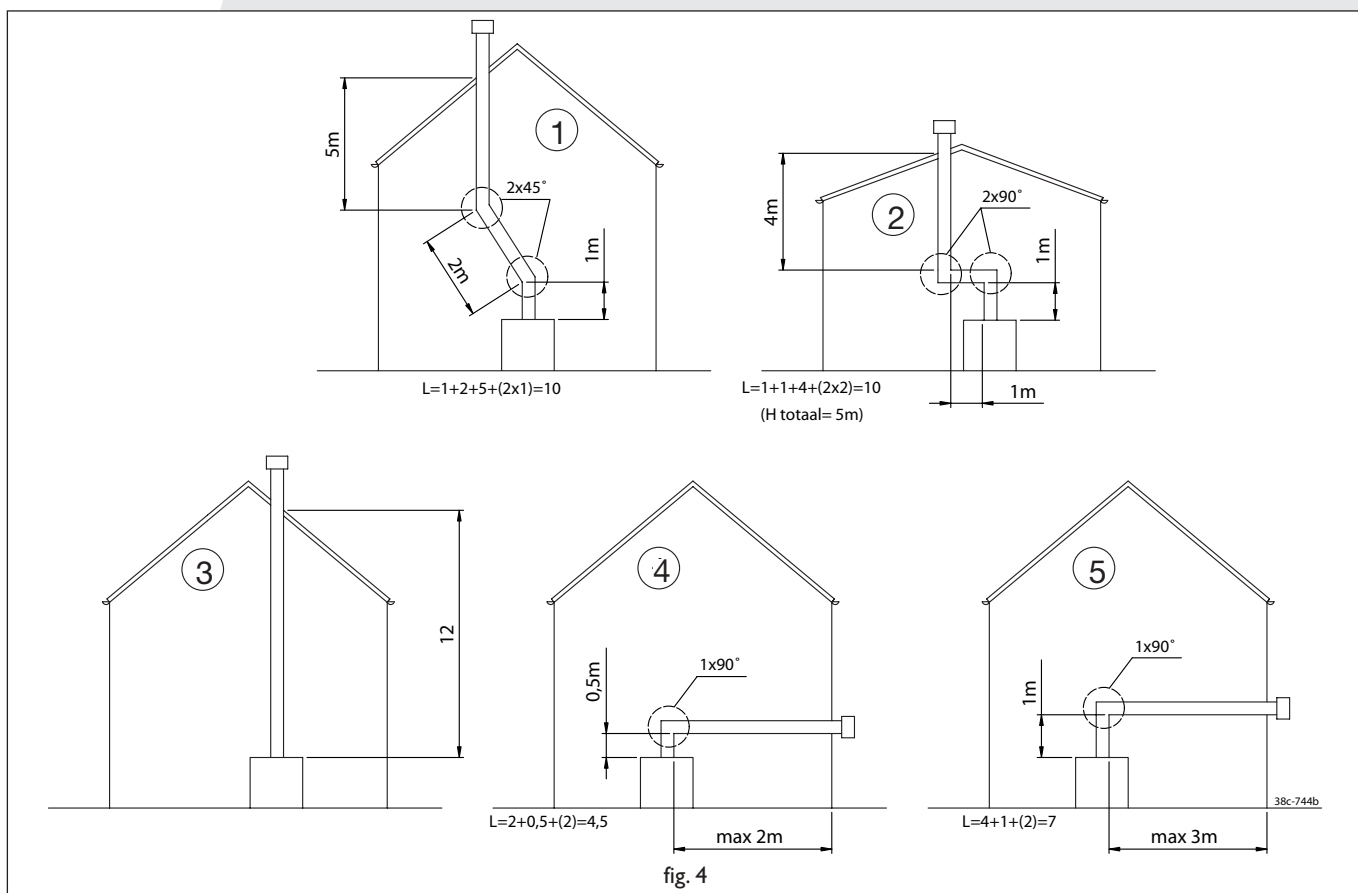 1
5m
2x45°
2m
1m
L=1+2+5+(2x1)=10
2
4m
2x90°
1m
L=1+1+4+(2x2)=10
1m
(H totaal= 5m)
3
12
4
0,5m
1x90°
L=2+0,5+(2)=4,5
max 2m
5
1m
1x90°
38c-744b
L=4+1+(2)=7
max 3m
fig. 4